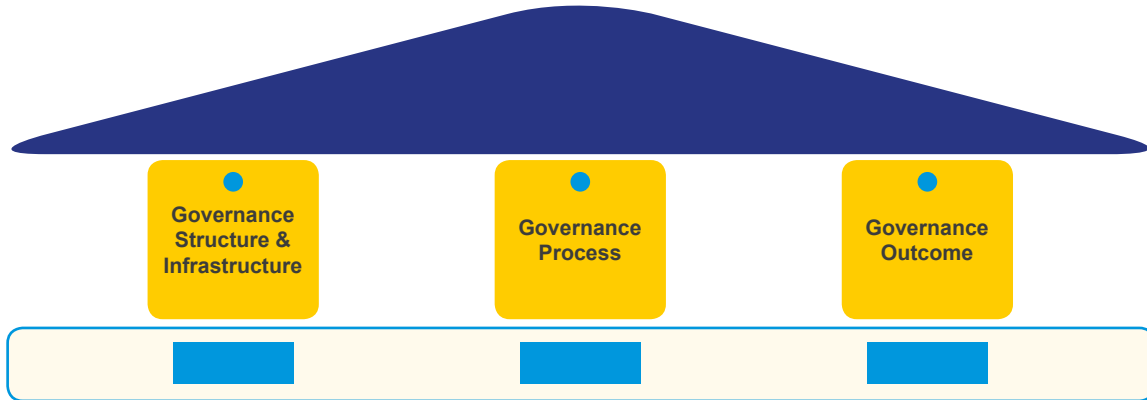 Governance
Structure &
Infrastructure
Governance
Process
Governance
Outcome